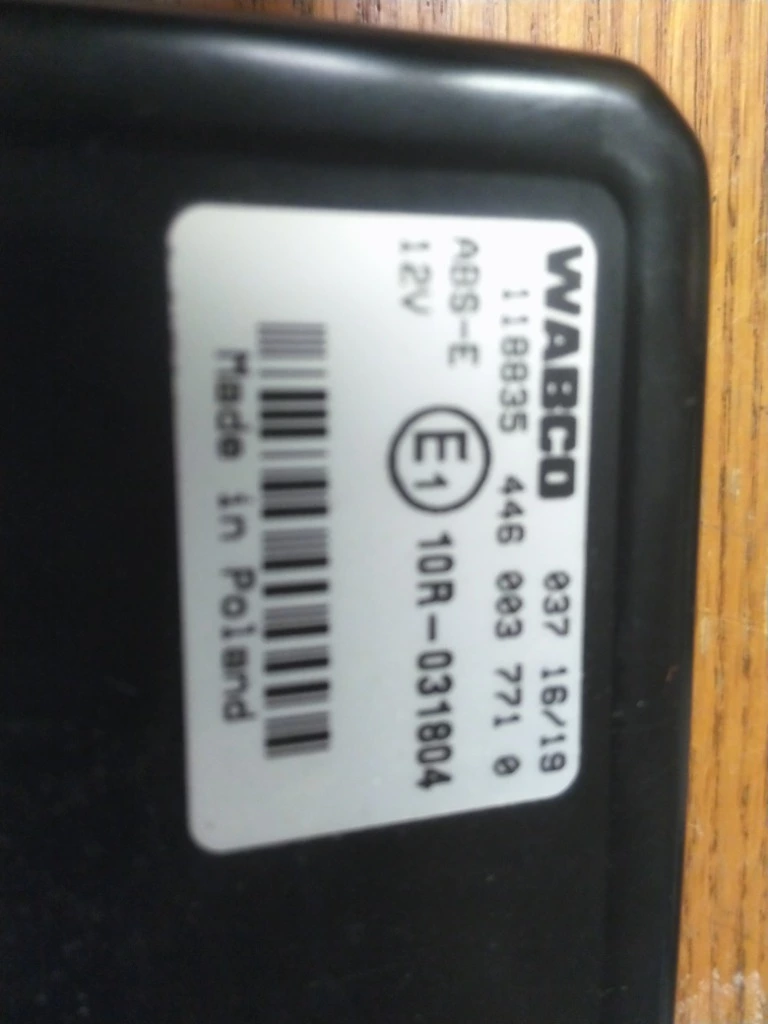 WABCO 037 16/19
118835 446 003 771 0
ABS-E
12V E1 10R-031804
Made in Poland